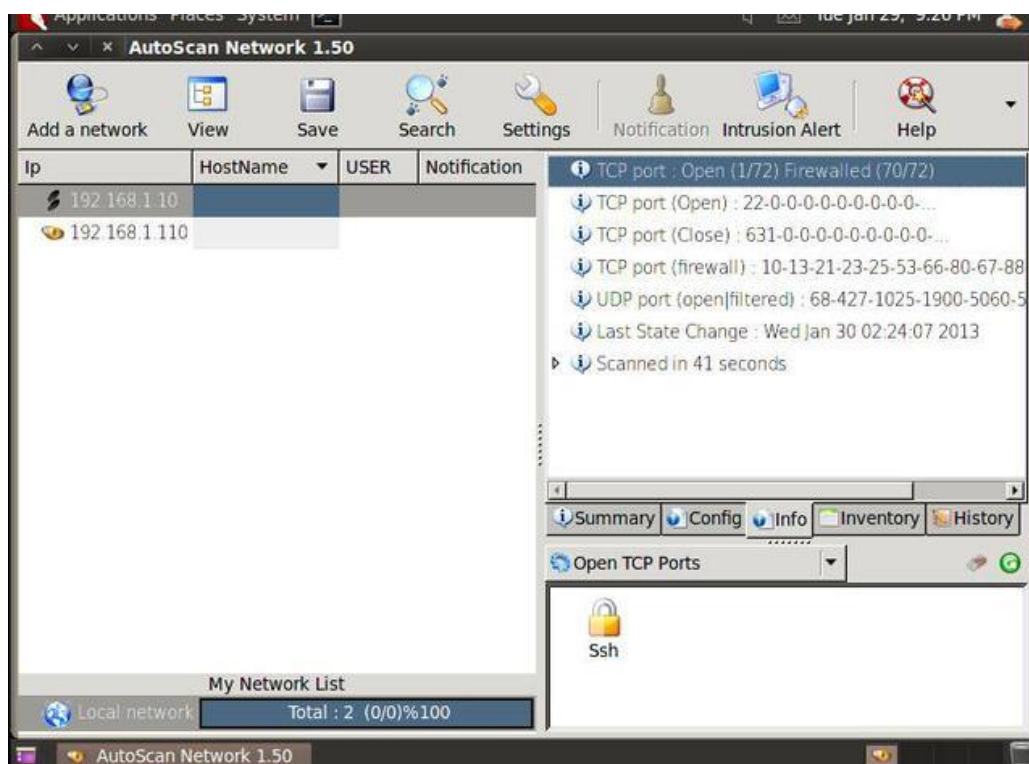 Applications Places System
Tue Jan 29, 9:20 PM
AutoScan Network 1.50
Add a network View Save Search Settings Notification Intrusion Alert Help
Ip HostName USER Notification
192.168.1.10
192.168.1.110
TCP port : Open (1/72) Firewalled (70/72)
TCP port (Open) : 22-0-0-0-0-0-0-0-0-0-...
TCP port (Close) : 631-0-0-0-0-0-0-0-0-0-...
TCP port (firewall) : 10-13-21-23-25-53-66-80-67-88
UDP port (open|filtered) : 68-427-1025-1900-5060-5
Last State Change : Wed Jan 30 02:24:07 2013
Scanned in 41 seconds
Summary Config Info Inventory History
Open TCP Ports
Ssh
My Network List
Local network Total : 2 (0/0)%100
AutoScan Network 1.50